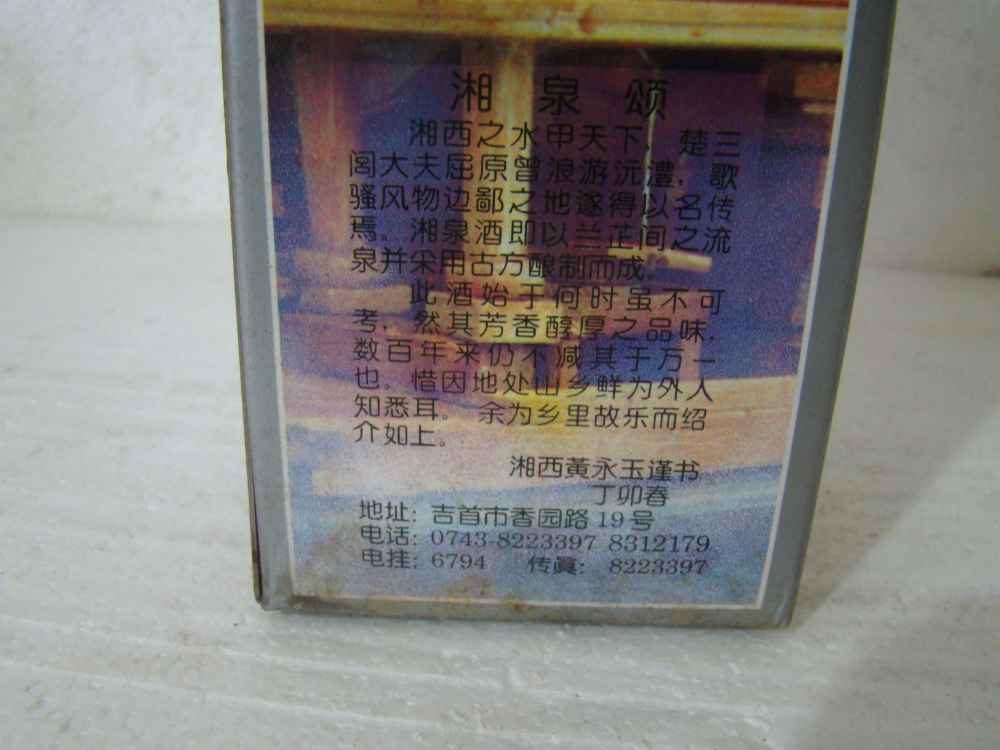 湘泉颂
湘西之水甲天下，楚三
闾大夫屈原曾浪游沅澧，歌
骚风物边鄙之地遂得以名传
焉。湘泉酒即以兰芷间之流
泉并采用古方酿制而成。
此酒始于何时虽不可
考，然其芳香醇厚之品味，
数百年来仍不减其于万一
也。惜因地处山乡鲜为外人
知悉耳。余为乡里故乐而绍
介如上。
湘西黄永玉谨书
丁卯春
地址：吉首市香园路19号
电话：0743-8223397 8312179
电挂：6794 传真：8223397